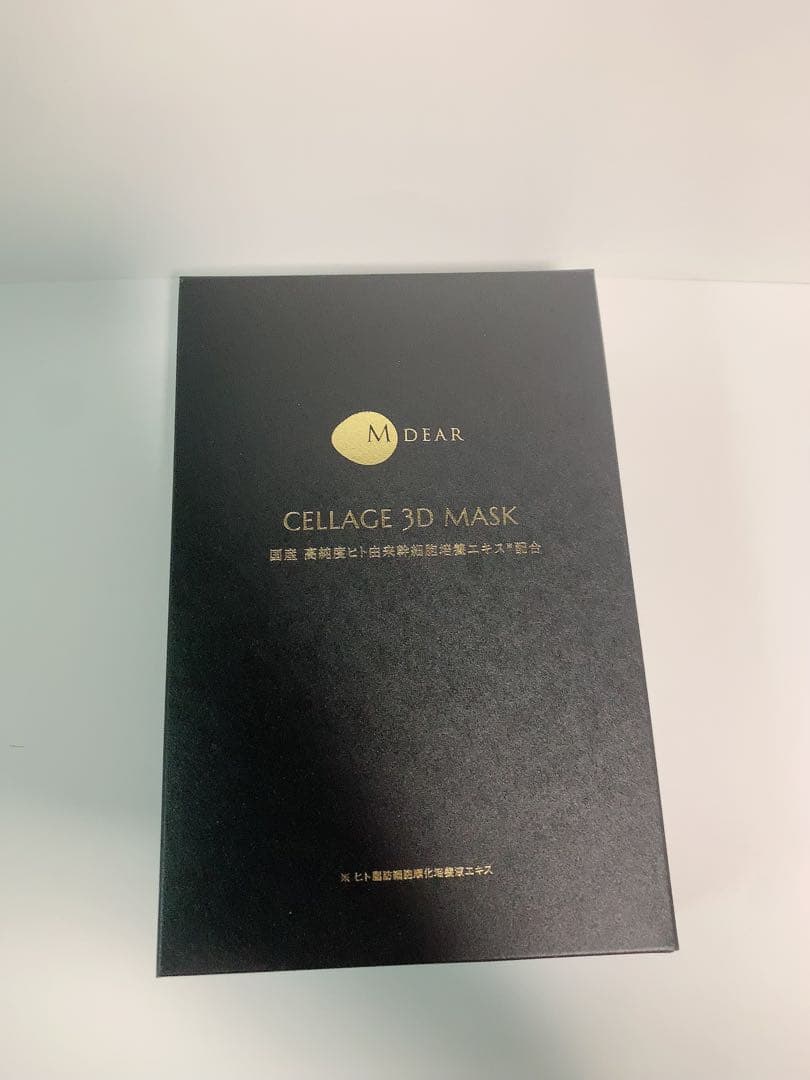 M DEAR
CELLAGE 3D MASK
国産 高純度ヒト由来幹細胞培養エキス※配合
※ ヒト脂肪細胞順化培養液エキス